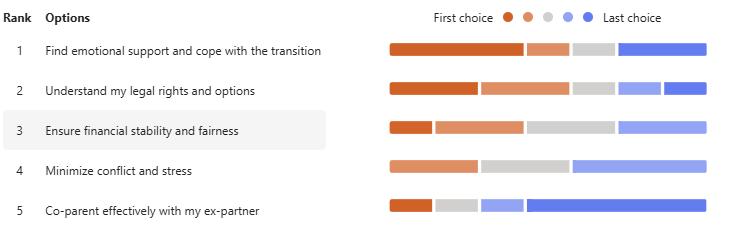 Rank Options First choice Last choice
1 Find emotional support and cope with the transition
2 Understand my legal rights and options
3 Ensure financial stability and fairness
4 Minimize conflict and stress
5 Co-parent effectively with my ex-partner